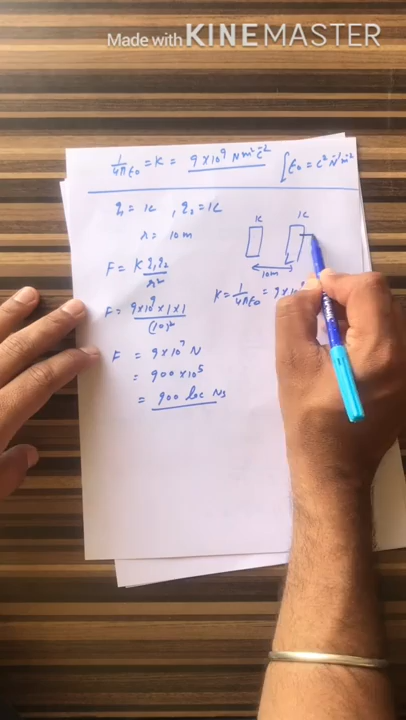 Made with KINEMASTER
1/4πε₀ = K = 9×10⁹ Nm²c⁻² [ε₀ = c²N⁻¹m⁻²
q₁ = 1C , q₂ = 1C
r = 10m
1C 1C
10m
F = K q₁q₂/r²
K = 1/4πε₀ = 9×10⁹
F = 9×10⁹×1×1/(10)²
F = 9×10⁷ N
= 900×10⁵
= 900 lac Ns